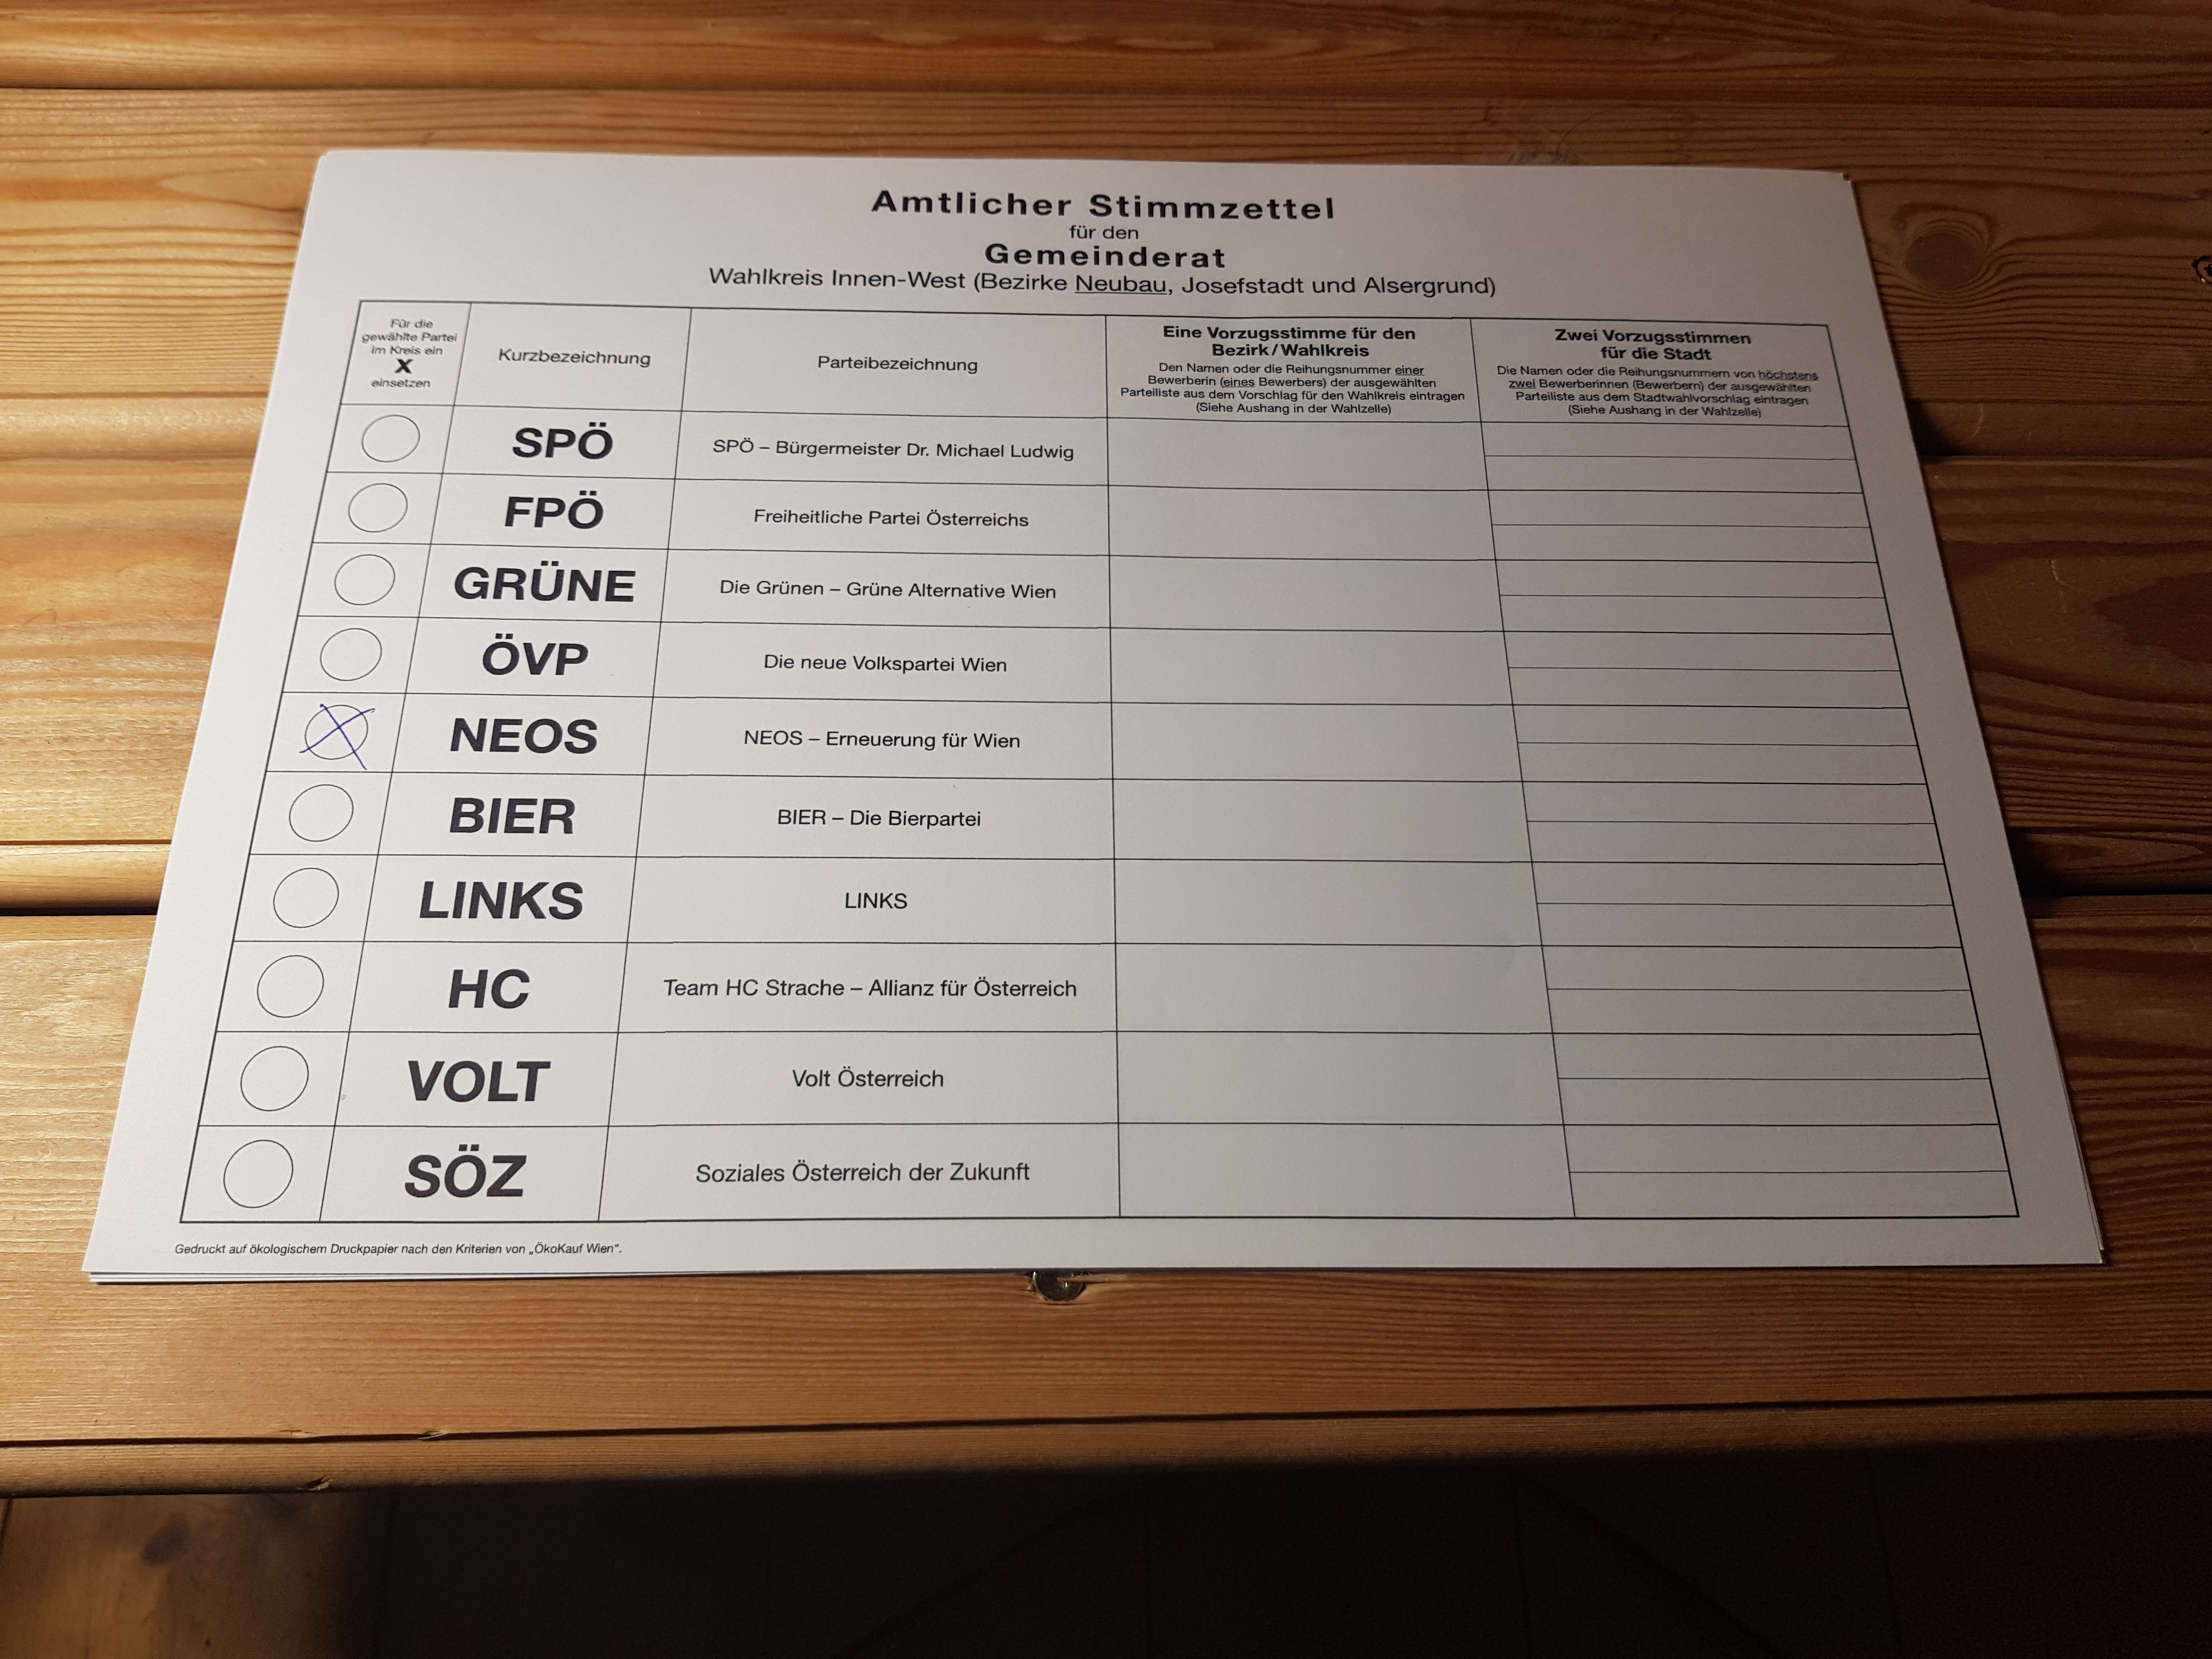 Amtlicher Stimmzettel
für den
Gemeinderat
Wahlkreis Innen-West (Bezirke Neubau, Josefstadt und Alsergrund)
Für die
gewählte Partei
im Kreis ein
X
einsetzen
Kurzbezeichnung
Parteibezeichnung
Eine Vorzugsstimme für den
Bezirk/Wahlkreis
Den Namen oder die Reihungsnummer einer
Bewerberin (eines Bewerbers) der ausgewählten
Parteiliste aus dem Vorschlag für den Wahlkreis eintragen
(Siehe Aushang in der Wahlzelle)
Zwei Vorzugsstimmen
für die Stadt
Die Namen oder die Reihungsnummern von höchstens
zwei Bewerberinnen (Bewerbern) der ausgewählten
Parteiliste aus dem Stadtwahlvorschlag eintragen
(Siehe Aushang in der Wahlzelle)
SPÖ SPÖ – Bürgermeister Dr. Michael Ludwig
FPÖ Freiheitliche Partei Österreichs
GRÜNE Die Grünen – Grüne Alternative Wien
ÖVP Die neue Volkspartei Wien
X NEOS NEOS – Erneuerung für Wien
BIER BIER – Die Bierpartei
LINKS LINKS
HC Team HC Strache – Allianz für Österreich
VOLT Volt Österreich
SÖZ Soziales Österreich der Zukunft
Gedruckt auf ökologischem Druckpapier nach den Kriterien von „ÖkoKauf Wien“.